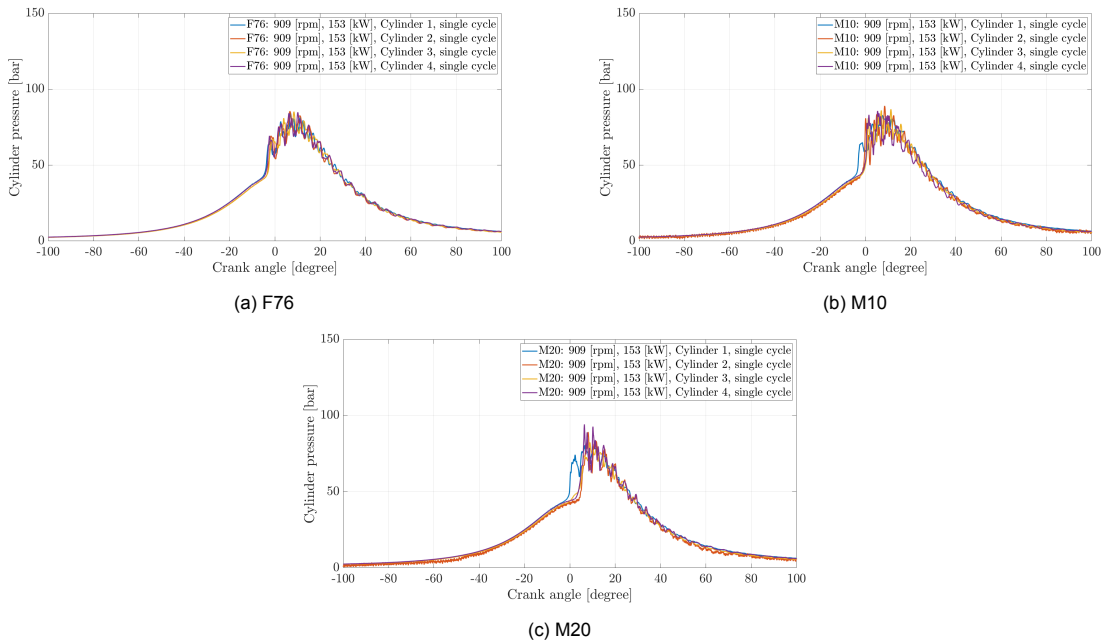 150
100
50
0
Cylinder pressure [bar]
F76: 909 [rpm], 153 [kW], Cylinder 1, single cycle
F76: 909 [rpm], 153 [kW], Cylinder 2, single cycle
F76: 909 [rpm], 153 [kW], Cylinder 3, single cycle
F76: 909 [rpm], 153 [kW], Cylinder 4, single cycle
-100 -80 -60 -40 -20 0 20 40 60 80 100
Crank angle [degree]
(a) F76
150
100
50
0
Cylinder pressure [bar]
M10: 909 [rpm], 153 [kW], Cylinder 1, single cycle
M10: 909 [rpm], 153 [kW], Cylinder 2, single cycle
M10: 909 [rpm], 153 [kW], Cylinder 3, single cycle
M10: 909 [rpm], 153 [kW], Cylinder 4, single cycle
-100 -80 -60 -40 -20 0 20 40 60 80 100
Crank angle [degree]
(b) M10
150
100
50
0
Cylinder pressure [bar]
M20: 909 [rpm], 153 [kW], Cylinder 1, single cycle
M20: 909 [rpm], 153 [kW], Cylinder 2, single cycle
M20: 909 [rpm], 153 [kW], Cylinder 3, single cycle
M20: 909 [rpm], 153 [kW], Cylinder 4, single cycle
-100 -80 -60 -40 -20 0 20 40 60 80 100
Crank angle [degree]
(c) M20